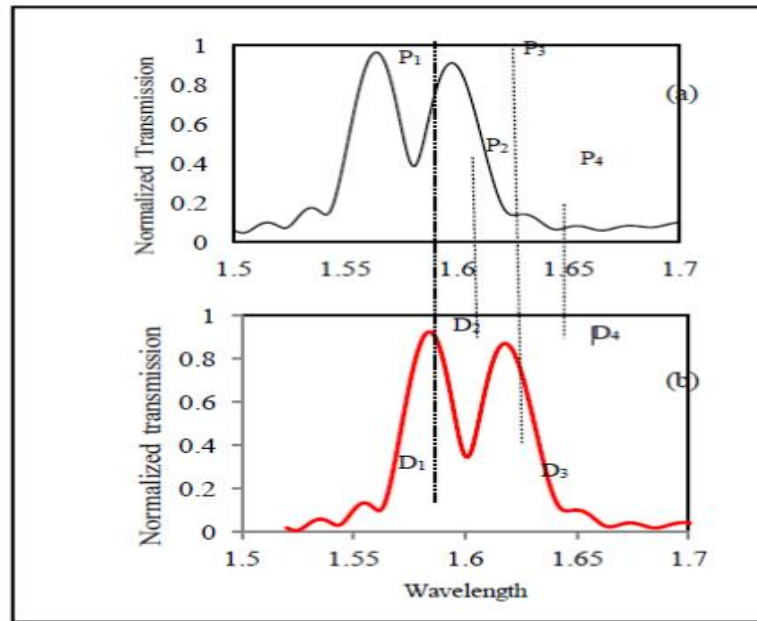 1
P₁
P₃
0.8
(a)
0.6
P₂
0.4
P₄
0.2
0
Normalized Transmission
1.5
1.55
1.6
1.65
1.7
1
D₂
D₄
0.8
(b)
0.6
0.4
D₁
D₃
0.2
0
Normalized transmission
1.5
1.55
1.6
1.65
1.7
Wavelength